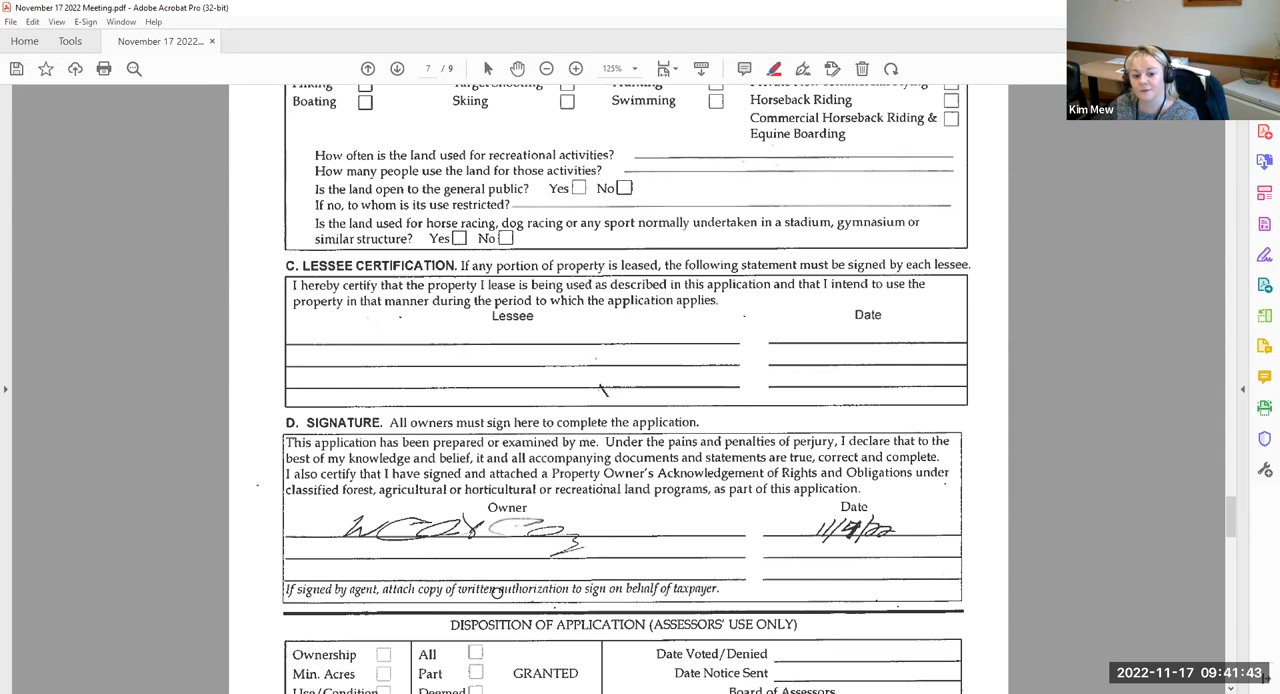 November 17 2022 Meeting.pdf - Adobe Acrobat Pro (32-bit)
File Edit View E-Sign Window Help
Home Tools November 17 2022... ×
7 / 9 125%
Kim Mew
Boating Skiing Swimming Horseback Riding
Commercial Horseback Riding &
Equine Boarding
How often is the land used for recreational activities?
How many people use the land for those activities?
Is the land open to the general public? Yes No
If no, to whom is its use restricted?
Is the land used for horse racing, dog racing or any sport normally undertaken in a stadium, gymnasium or
similar structure? Yes No
C. LESSEE CERTIFICATION. If any portion of property is leased, the following statement must be signed by each lessee.
I hereby certify that the property I lease is being used as described in this application and that I intend to use the
property in that manner during the period to which the application applies.
Lessee Date
D. SIGNATURE. All owners must sign here to complete the application.
This application has been prepared or examined by me. Under the pains and penalties of perjury, I declare that to the
best of my knowledge and belief, it and all accompanying documents and statements are true, correct and complete.
I also certify that I have signed and attached a Property Owner's Acknowledgement of Rights and Obligations under
classified forest, agricultural or horticultural or recreational land programs, as part of this application.
Owner Date
If signed by agent, attach copy of written authorization to sign on behalf of taxpayer.
DISPOSITION OF APPLICATION (ASSESSORS' USE ONLY)
Ownership All Date Voted/Denied
Min. Acres Part GRANTED Date Notice Sent
Use/Condition Deemed Board of Assessors
2022-11-17 09:41:43